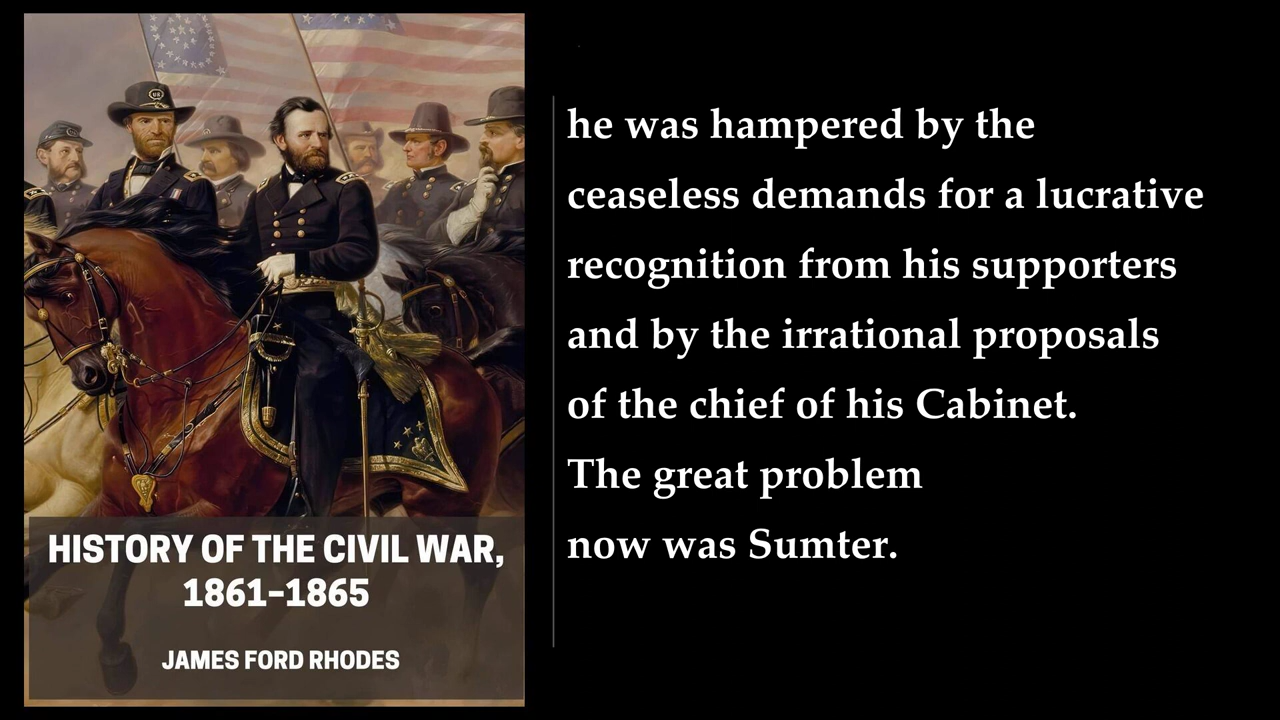 HISTORY OF THE CIVIL WAR,
1861–1865
JAMES FORD RHODES
he was hampered by the
ceaseless demands for a lucrative
recognition from his supporters
and by the irrational proposals
of the chief of his Cabinet.
The great problem
now was Sumter.